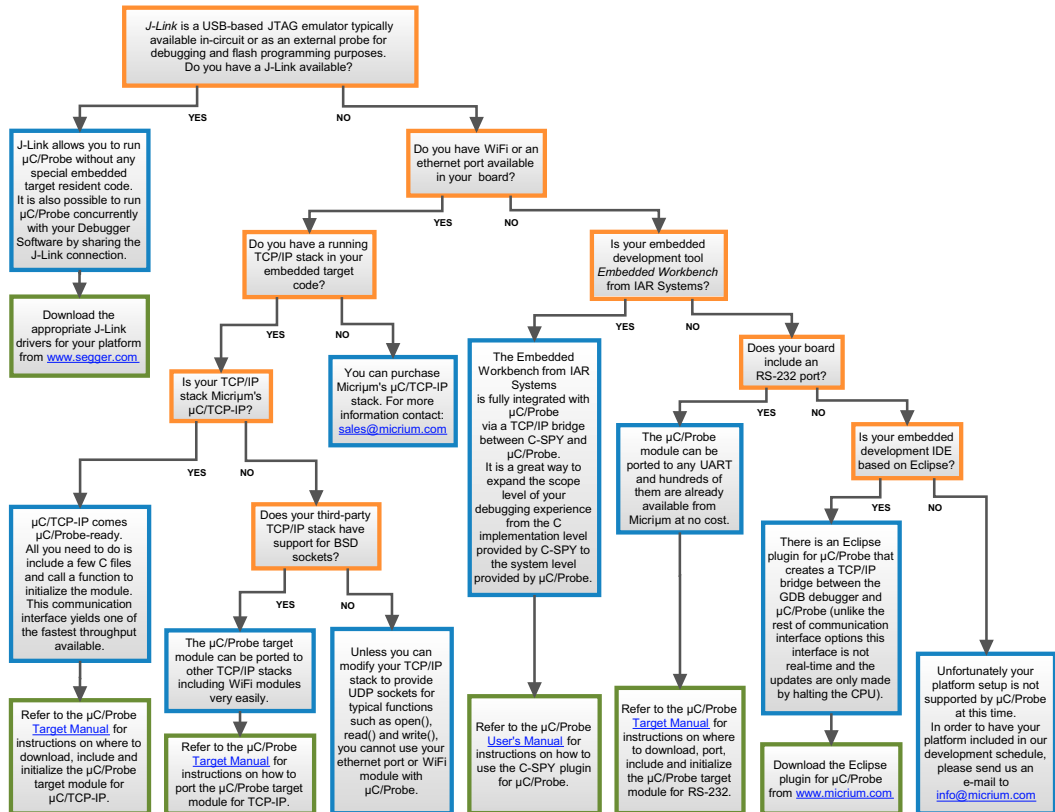 J-Link is a USB-based JTAG emulator typically
available in-circuit or as an external probe for
debugging and flash programming purposes.
Do you have a J-Link available?
YES
NO
J-Link allows you to run
µC/Probe without any
special embedded
target resident code.
It is also possible to run
µC/Probe concurrently
with your Debugger
Software by sharing the
J-Link connection.
Download the
appropriate J-Link
drivers for your platform
from www.segger.com
Do you have WiFi or an
ethernet port available
in your board?
YES
NO
Do you have a running
TCP/IP stack in your
embedded target
code?
YES
NO
Is your TCP/IP
stack Micriµm's
µC/TCP-IP?
You can purchase
Micriµm's µC/TCP-IP
stack. For more
information contact:
sales@micrium.com
YES
NO
µC/TCP-IP comes
µC/Probe-ready.
All you need to do is
include a few C files
and call a function to
initialize the module.
This communication
interface yields one of
the fastest throughput
available.
Refer to the µC/Probe
Target Manual for
instructions on where to
download, include and
initialize the µC/Probe
target module for
µC/TCP-IP.
Does your third-party
TCP/IP stack have
support for BSD
sockets?
YES
NO
The µC/Probe target
module can be ported to
other TCP/IP stacks
including WiFi modules
very easily.
Refer to the µC/Probe
Target Manual for
instructions on how to
port the µC/Probe target
module for TCP-IP.
Unless you can
modify your TCP/IP
stack to provide
UDP sockets for
typical functions
such as open(),
read() and write(),
you cannot use your
ethernet port or WiFi
module with
µC/Probe.
Is your embedded
development tool
Embedded Workbench
from IAR Systems?
YES
NO
The Embedded
Workbench from IAR
Systems
is fully integrated with
µC/Probe
via a TCP/IP bridge
between C-SPY and
µC/Probe.
It is a great way to
expand the scope
level of your
debugging experience
from the C
implementation level
provided by C-SPY to
the system level
provided by µC/Probe.
Refer to the µC/Probe
User's Manual for
instructions on how to
use the C-SPY plugin
for µC/Probe.
Does your board
include an
RS-232 port?
YES
NO
The µC/Probe
module can be
ported to any UART
and hundreds of
them are already
available from
Micriµm at no cost.
Refer to the µC/Probe
Target Manual for
instructions on where
to download, port,
include and initialize
the µC/Probe target
module for RS-232.
Is your embedded
development IDE
based on Eclipse?
YES
NO
There is an Eclipse
plugin for µC/Probe that
creates a TCP/IP
bridge between the
GDB debugger and
µC/Probe (unlike the
rest of communication
interface options this
interface is not
real-time and the
updates are only made
by halting the CPU).
Download the Eclipse
plugin for µC/Probe
from www.micrium.com
Unfortunately your
platform setup is not
supported by µC/Probe
at this time.
In order to have your
platform included in our
development schedule,
please send us an
e-mail to
info@micrium.com